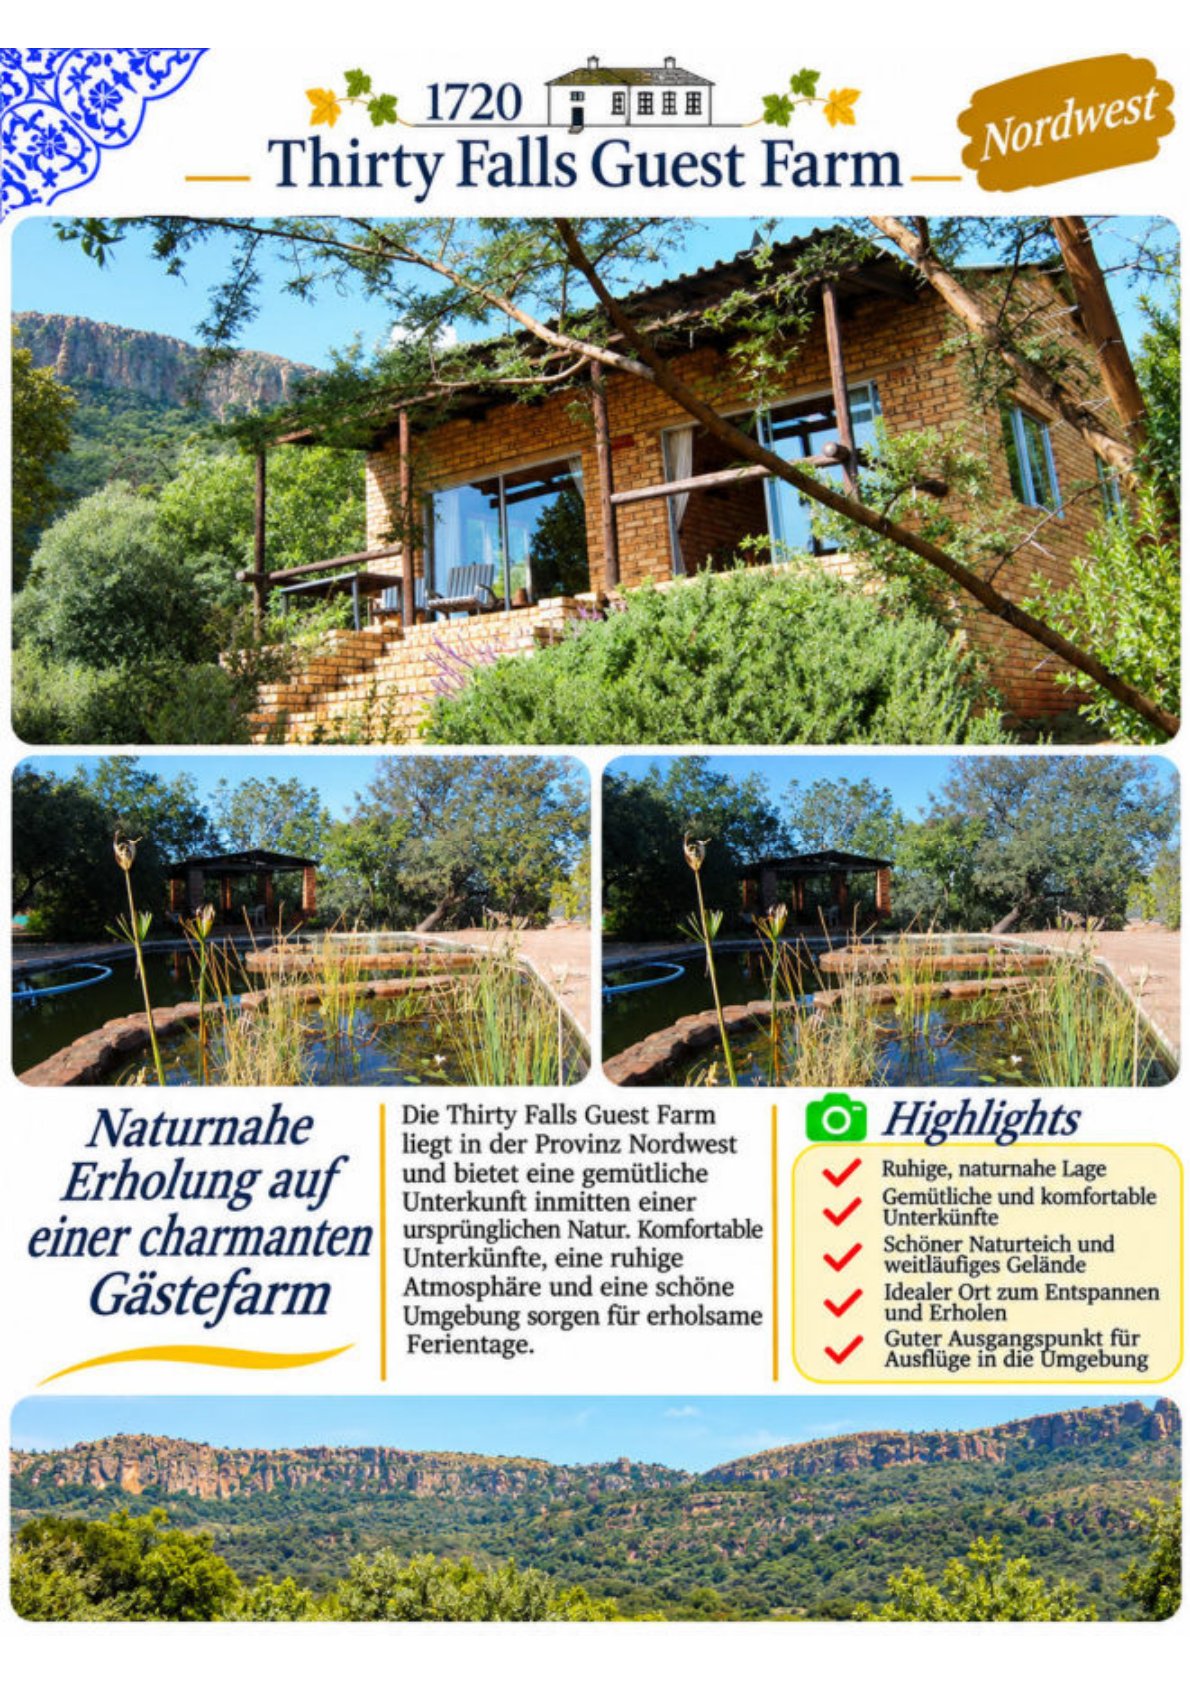 1720
Thirty Falls Guest Farm
Nordwest
Naturnahe
Erholung auf
einer charmanten
Gästefarm
Die Thirty Falls Guest Farm
liegt in der Provinz Nordwest
und bietet eine gemütliche
Unterkunft inmitten einer
ursprünglichen Natur. Komfortable
Unterkünfte, eine ruhige
Atmosphäre und eine schöne
Umgebung sorgen für erholsame
Ferientage.
Highlights
Ruhige, naturnahe Lage
Gemütliche und komfortable
Unterkünfte
Schöner Naturteich und
weitläufiges Gelände
Idealer Ort zum Entspannen
und Erholen
Guter Ausgangspunkt für
Ausflüge in die Umgebung